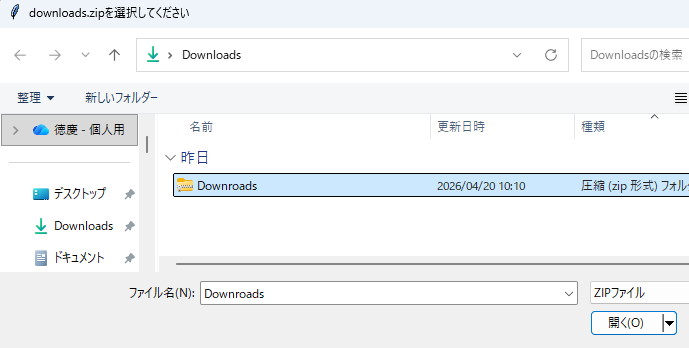 downloads.zipを選択してください
Downloads
Downloadsの検索
整理
新しいフォルダー
徳慶 - 個人用
名前
更新日時
種類
昨日
Downroads
2026/04/20 10:10
圧縮 (zip 形式) フォル
デスクトップ
Downloads
ドキュメント
ファイル名(N):
Downroads
ZIPファイル
開く(O)